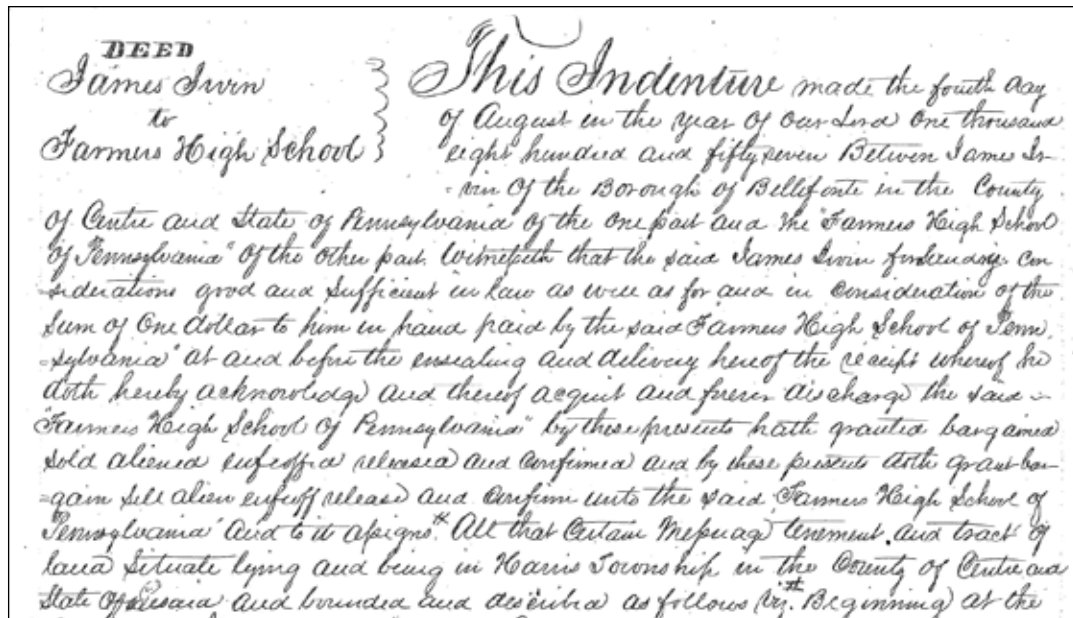 DEED
James Irvin
to
Farmers High School
This Indenture made the fourth day
of August in the year of our Lord one thousand
eight hundred and fifty seven Between James Ir-
-vin of the Borough of Bellefonte in the County
of Centre and State of Pennsylvania of the one part and the "Farmers High School
of Pennsylvania" of the other part. Witnesseth that the said James Irvin for con
-siderations good and sufficient in law as well as for and in consideration of the
sum of One dollar to him in hand paid by the said Farmers High School of Penn
-sylvania" at and before the ensealing and delivery hereof the receipt whereof he
doth hereby acknowledge and thereof acquit and forever discharge the said -
"Farmers High School of Pennsylvania" by these presents hath granted bargained
sold aliened enfeoffed released and confirmed and by these presents doth grant bar-
-gain sell alien enfeoff release and confirm unto the said "Farmers High School of
Pennsylvania" and to its assigns * All that certain Messuage tenement, and tract of
land situate lying and being in Harris Township in the County of Centre and
State aforesaid and bounded and described as follows (viz. Beginning) at the